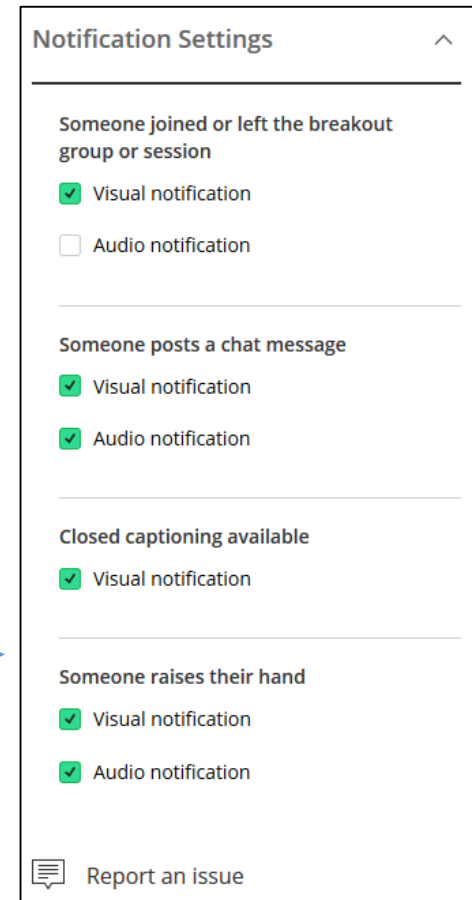 Notification Settings
Someone joined or left the breakout
group or session
Visual notification
Audio notification
Someone posts a chat message
Visual notification
Audio notification
Closed captioning available
Visual notification
Someone raises their hand
Visual notification
Audio notification
Report an issue